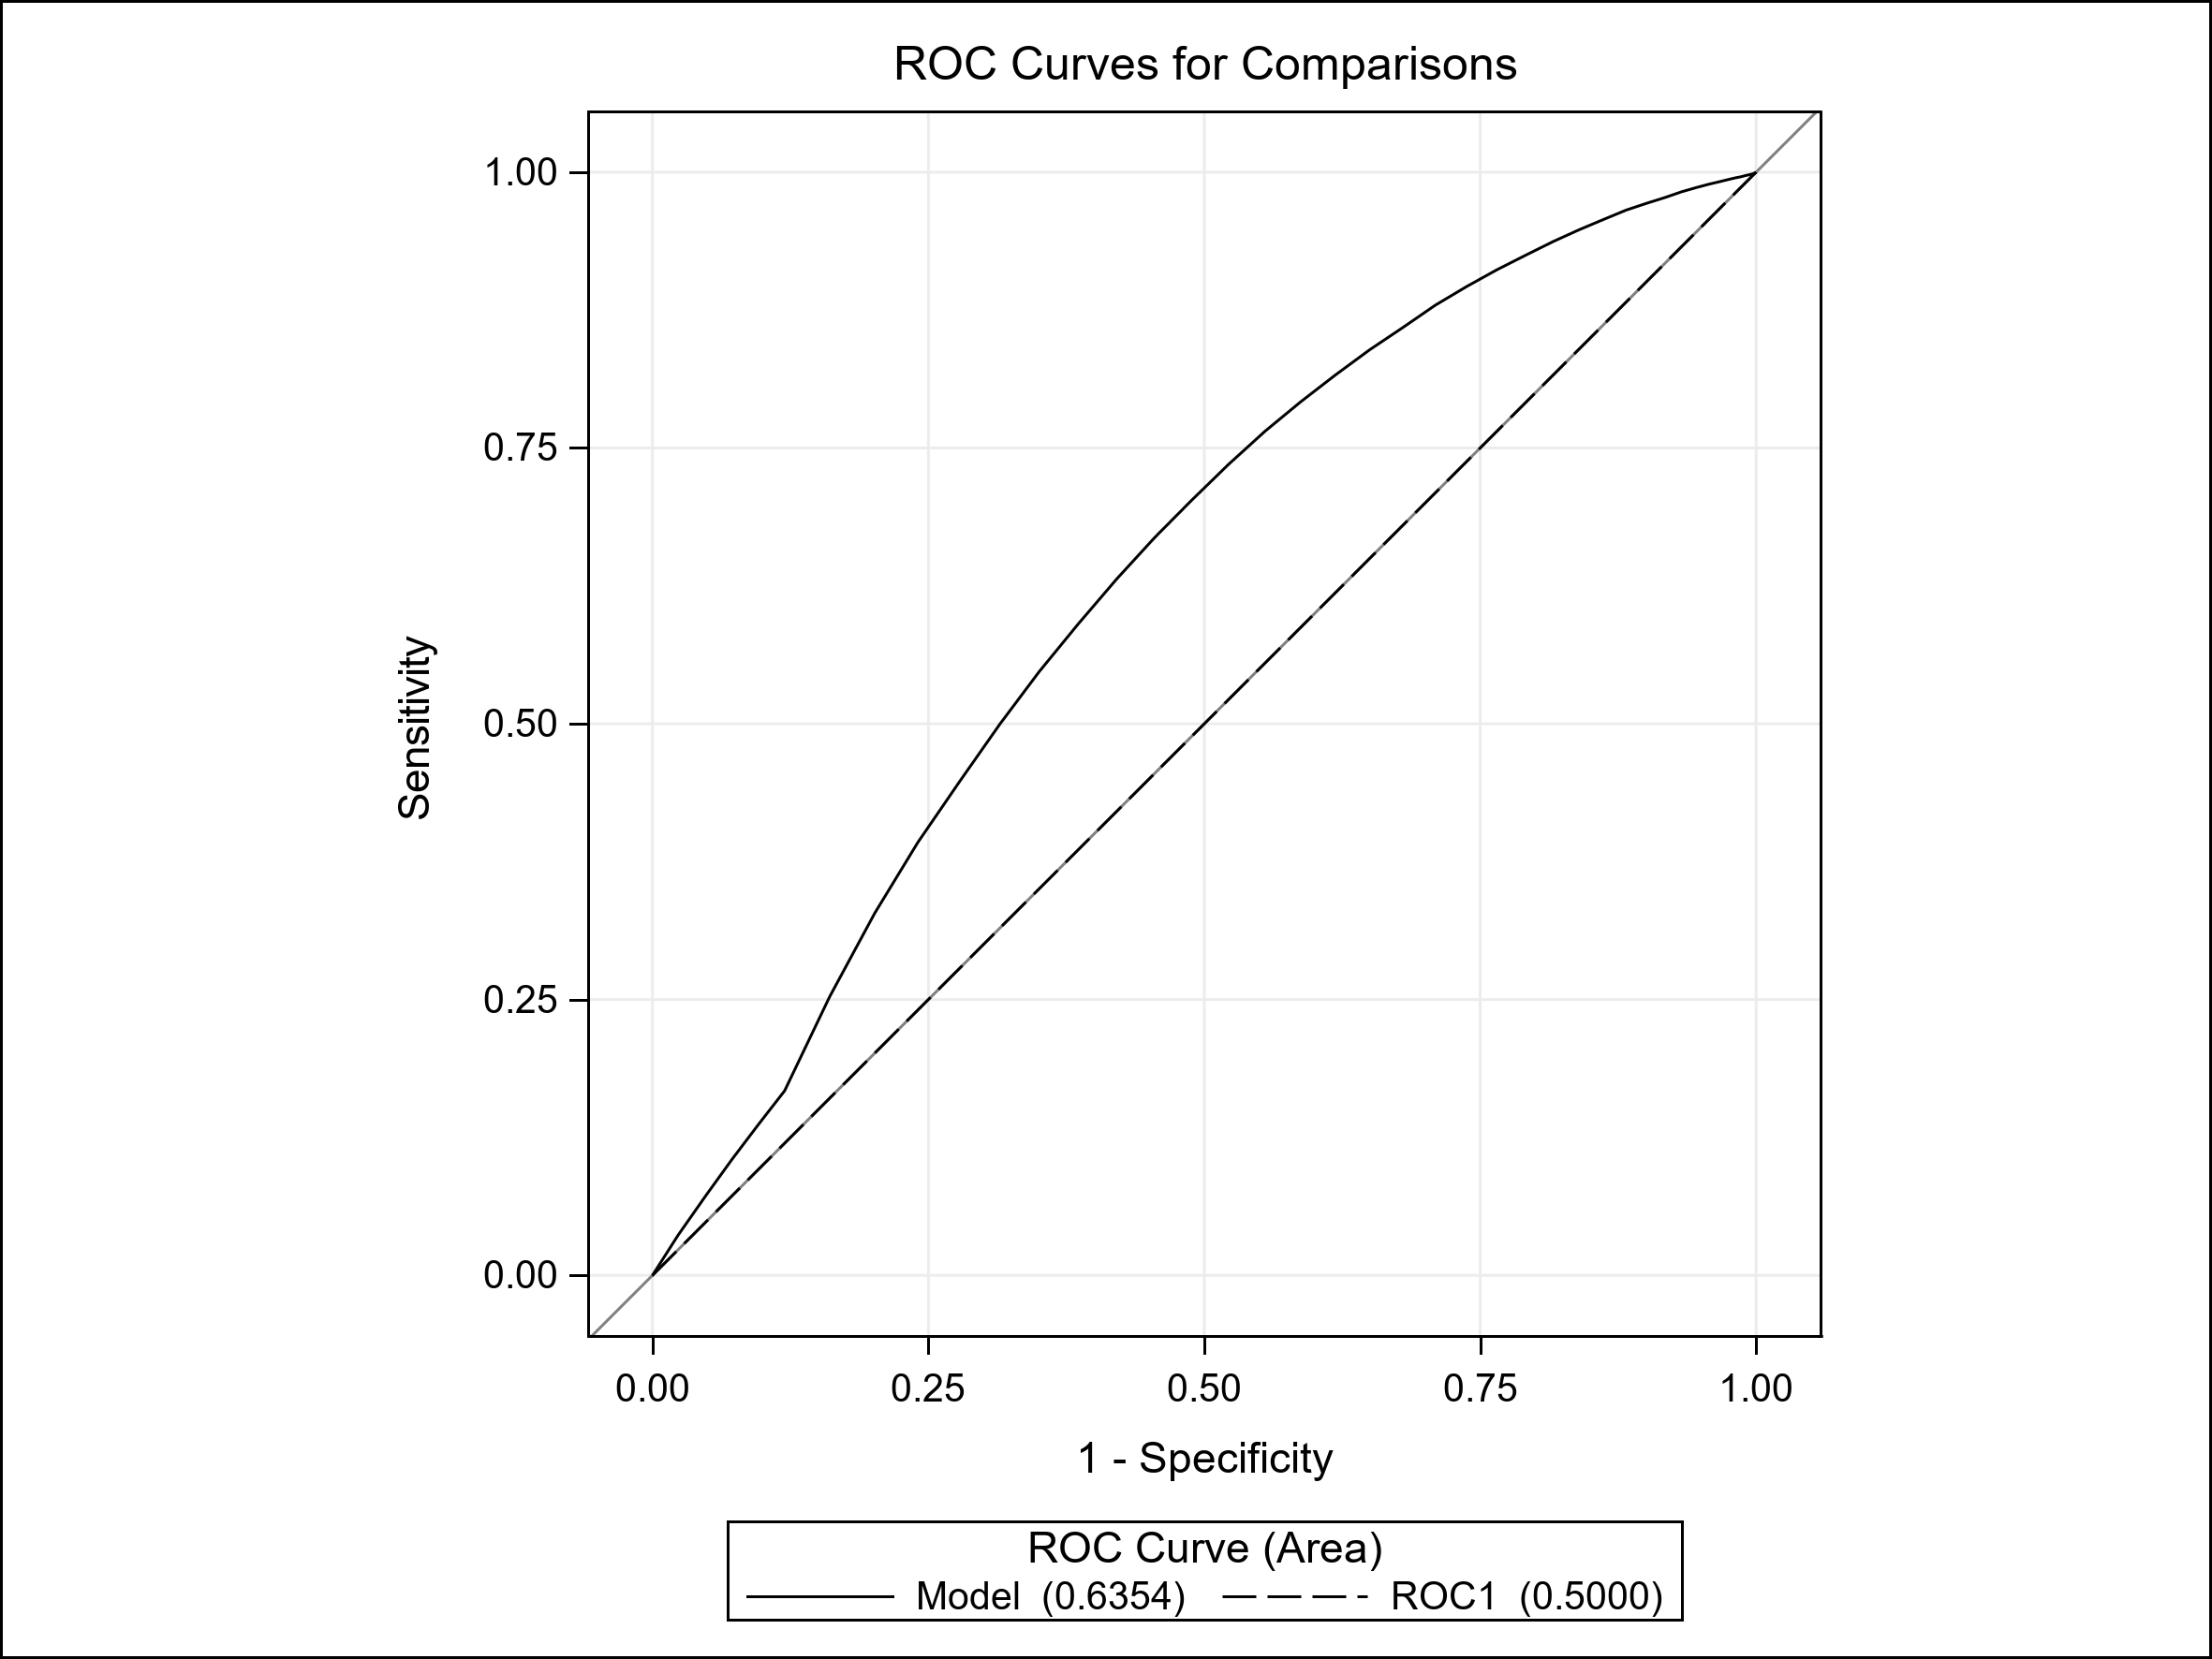 ROC Curves for Comparisons
1.00
0.75
0.50
0.25
0.00
Sensitivity
0.00 0.25 0.50 0.75 1.00
1 - Specificity
ROC Curve (Area)
Model (0.6354) ROC1 (0.5000)